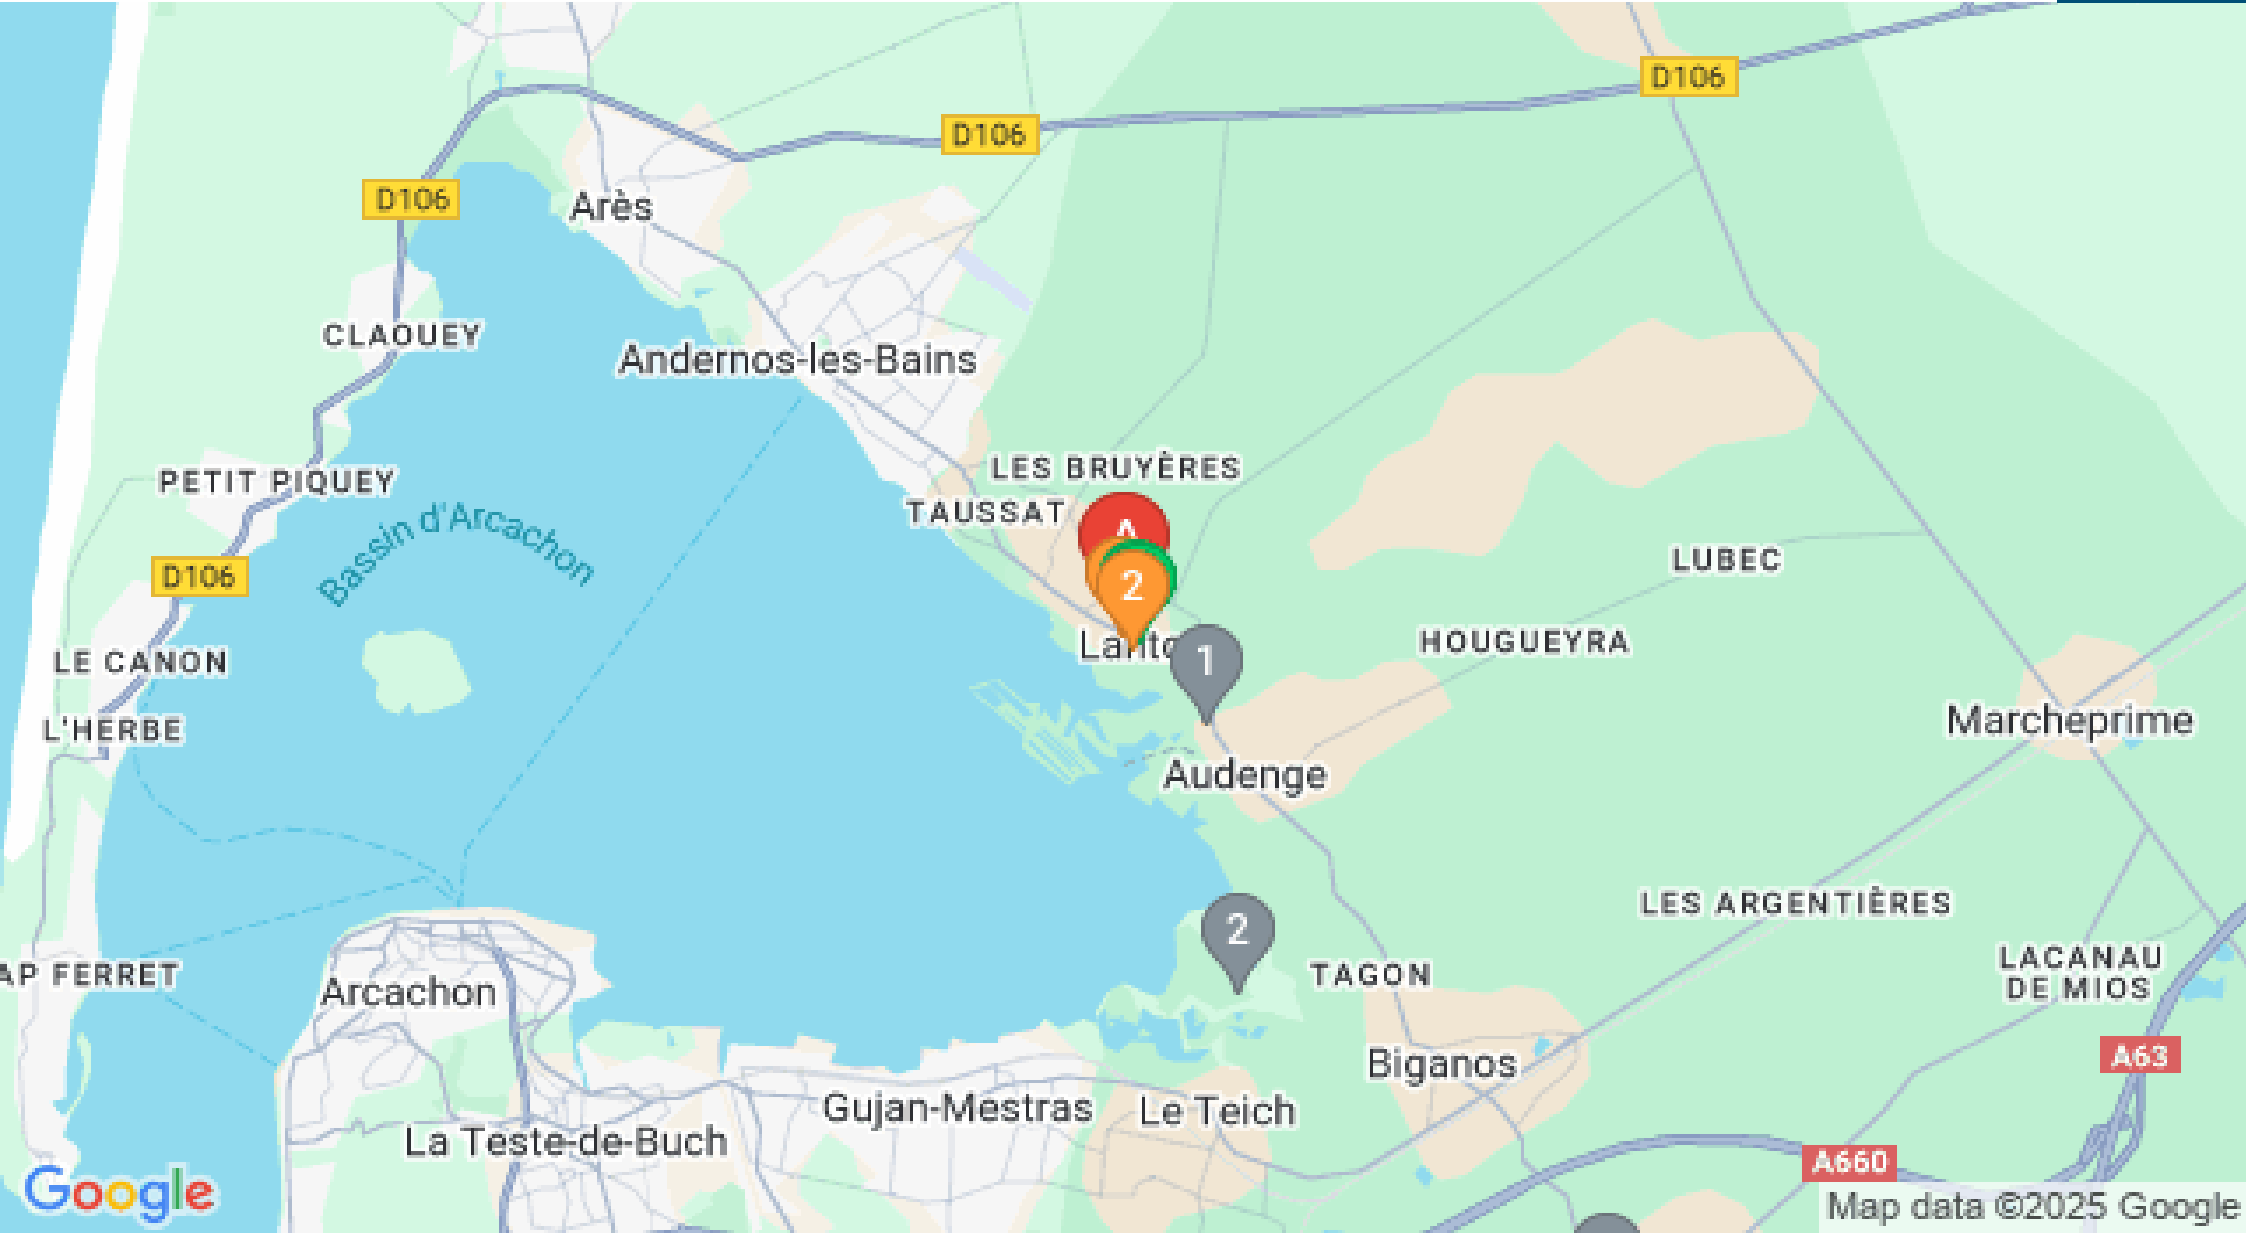 D106
D106
D106
Arès
CLAOUEY
Andernos-les-Bains
LES BRUYÈRES
PETIT PIQUEY
TAUSSAT
Bassin d'Arcachon
A
LUBEC
D106
2
HOUGUEYRA
LE CANON
1
L'HERBE
Marcheprime
Audenge
LES ARGENTIÈRES
2
AP FERRET
TAGON
LACANAU
DE MIOS
Arcachon
A63
Biganos
Gujan-Mestras
Le Teich
La Teste-de-Buch
A660
Google
Map data ©2025 Google